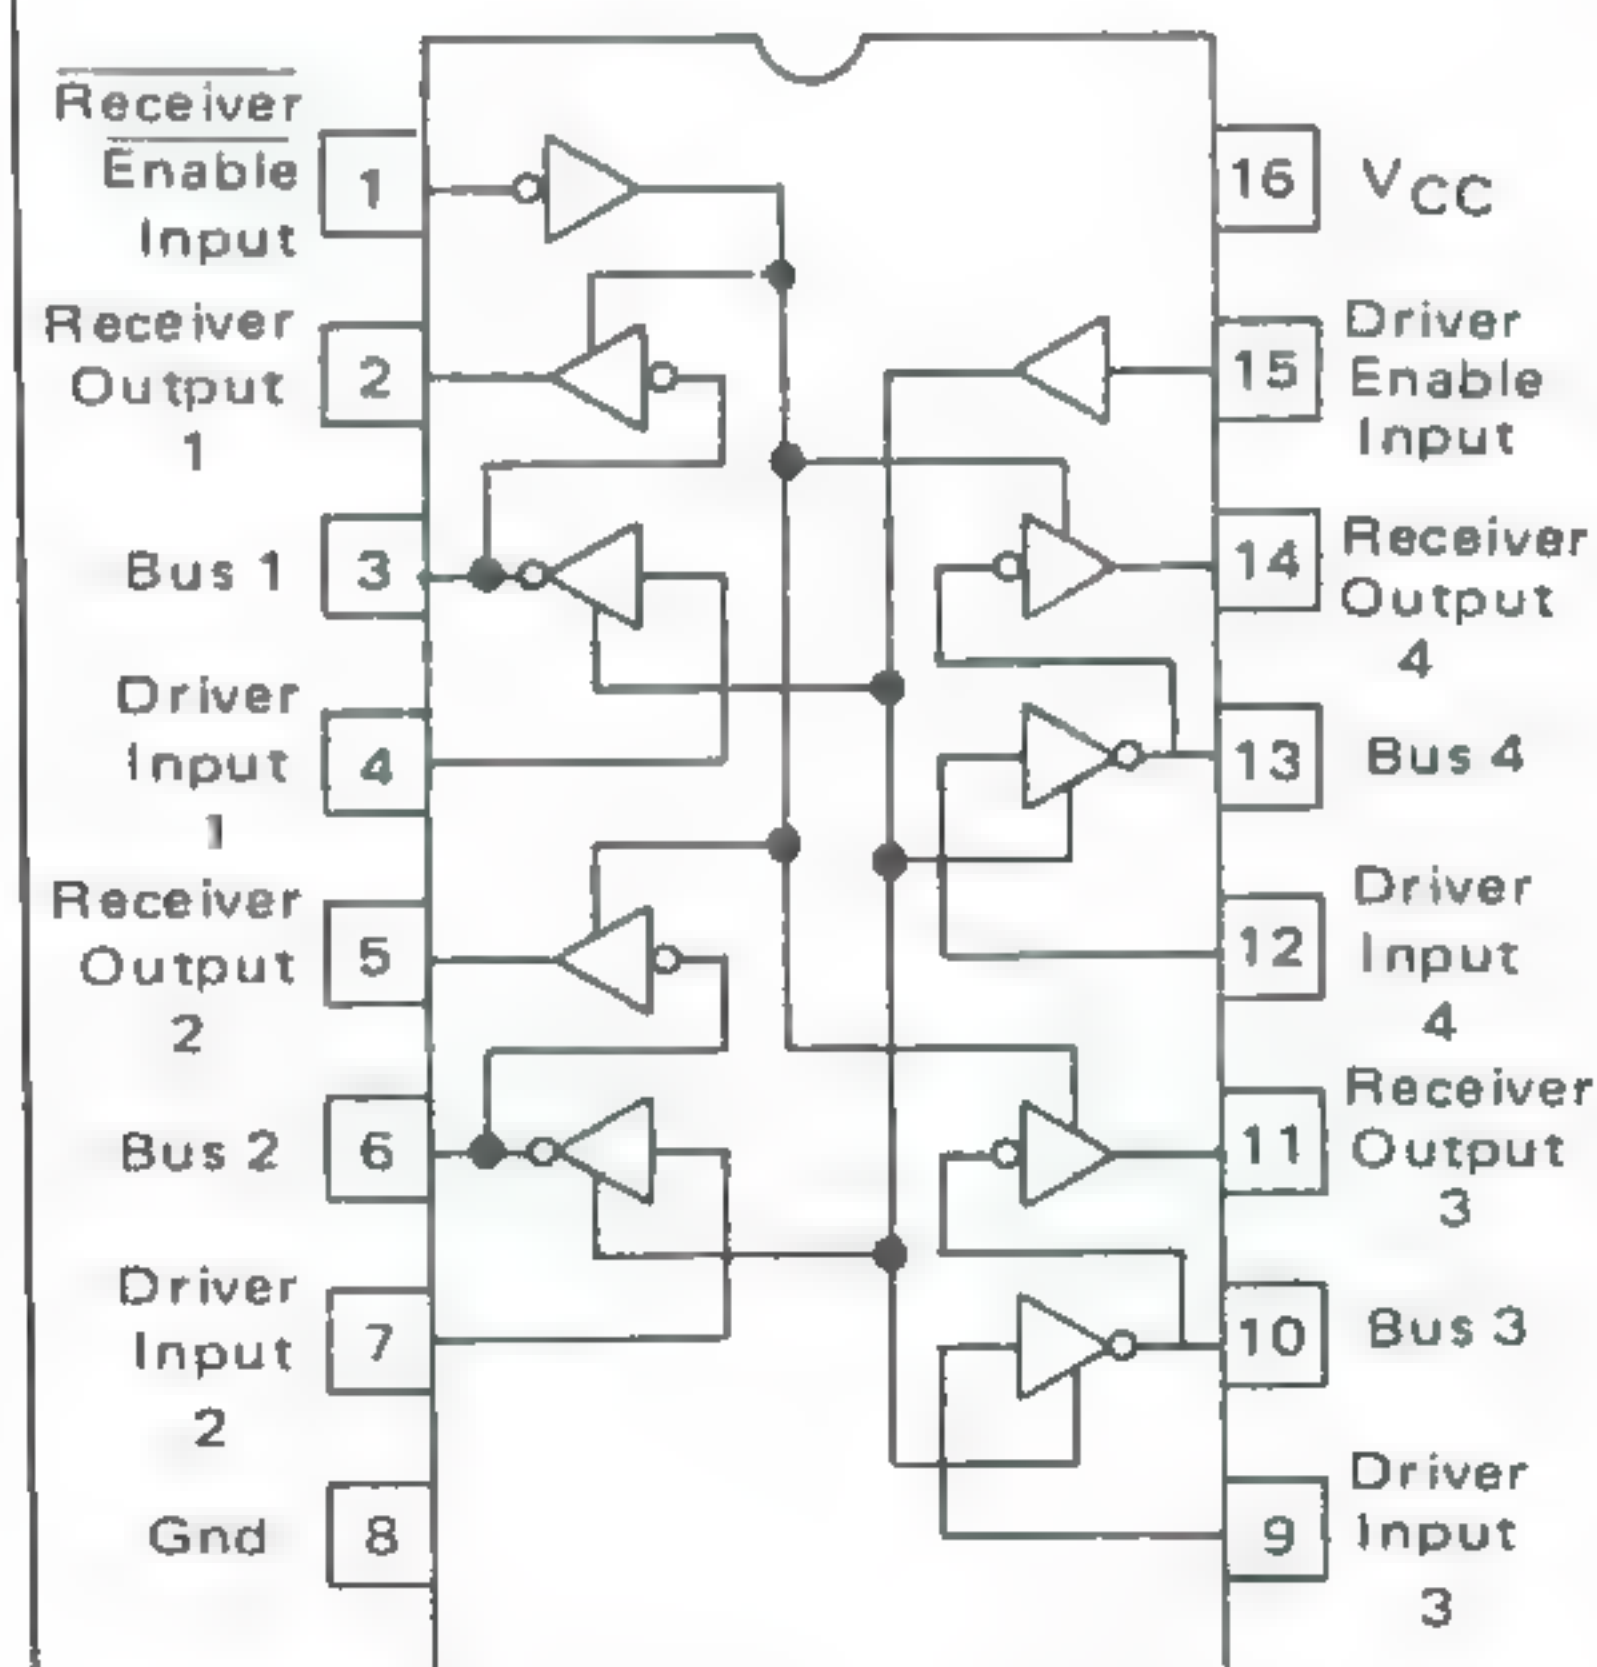 Receiver
Enable
Input
1
Receiver
Output
1
2
Bus 1
3
Driver
Input
1
4
Receiver
Output
2
5
Bus 2
6
Driver
Input
2
7
Gnd
8
16
VCC
15
Driver
Enable
Input
14
Receiver
Output
4
13
Bus 4
12
Driver
Input
4
11
Receiver
Output
3
10
Bus 3
9
Driver
Input
3